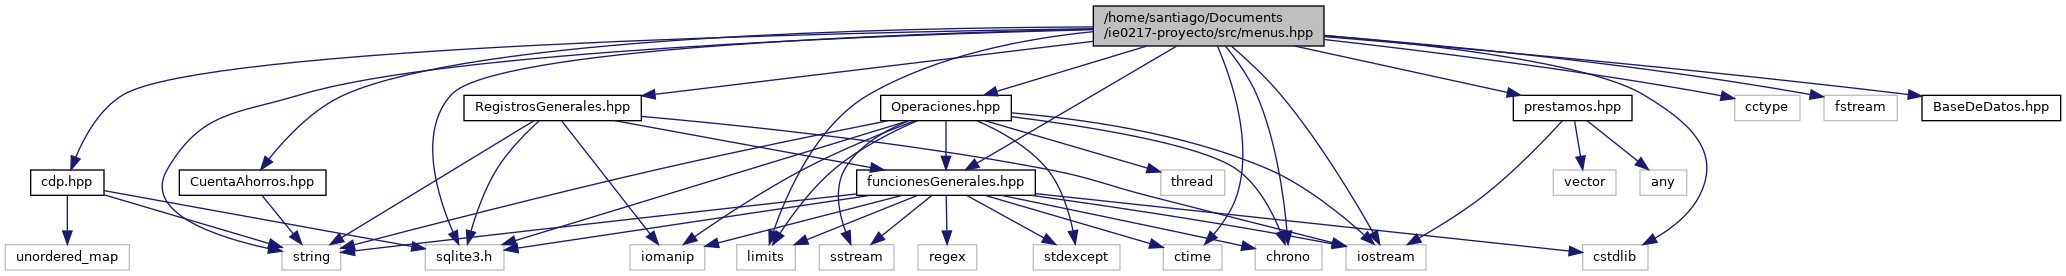 /home/santiago/Documents
/ie0217-proyecto/src/menus.hpp
RegistrosGenerales.hpp
Operaciones.hpp
prestamos.hpp
cctype
fstream
BaseDeDatos.hpp
cdp.hpp
CuentaAhorros.hpp
funcionesGenerales.hpp
thread
vector
any
unordered_map
string
sqlite3.h
iomanip
limits
sstream
regex
stdexcept
ctime
chrono
iostream
cstdlib